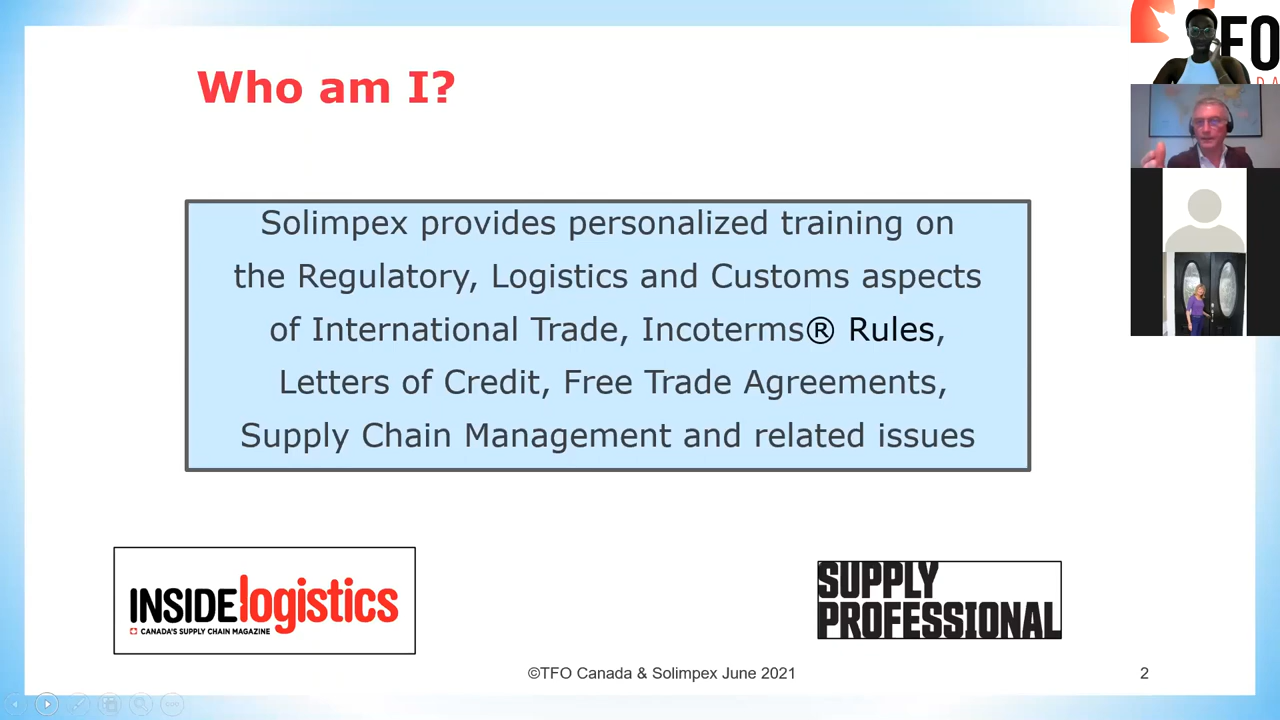 Who am I?
Solimpex provides personalized training on
the Regulatory, Logistics and Customs aspects
of International Trade, Incoterms® Rules,
Letters of Credit, Free Trade Agreements,
Supply Chain Management and related issues
INSIDElogistics
CANADA'S SUPPLY CHAIN MAGAZINE
SUPPLY
PROFESSIONAL
©TFO Canada & Solimpex June 2021
2
FO